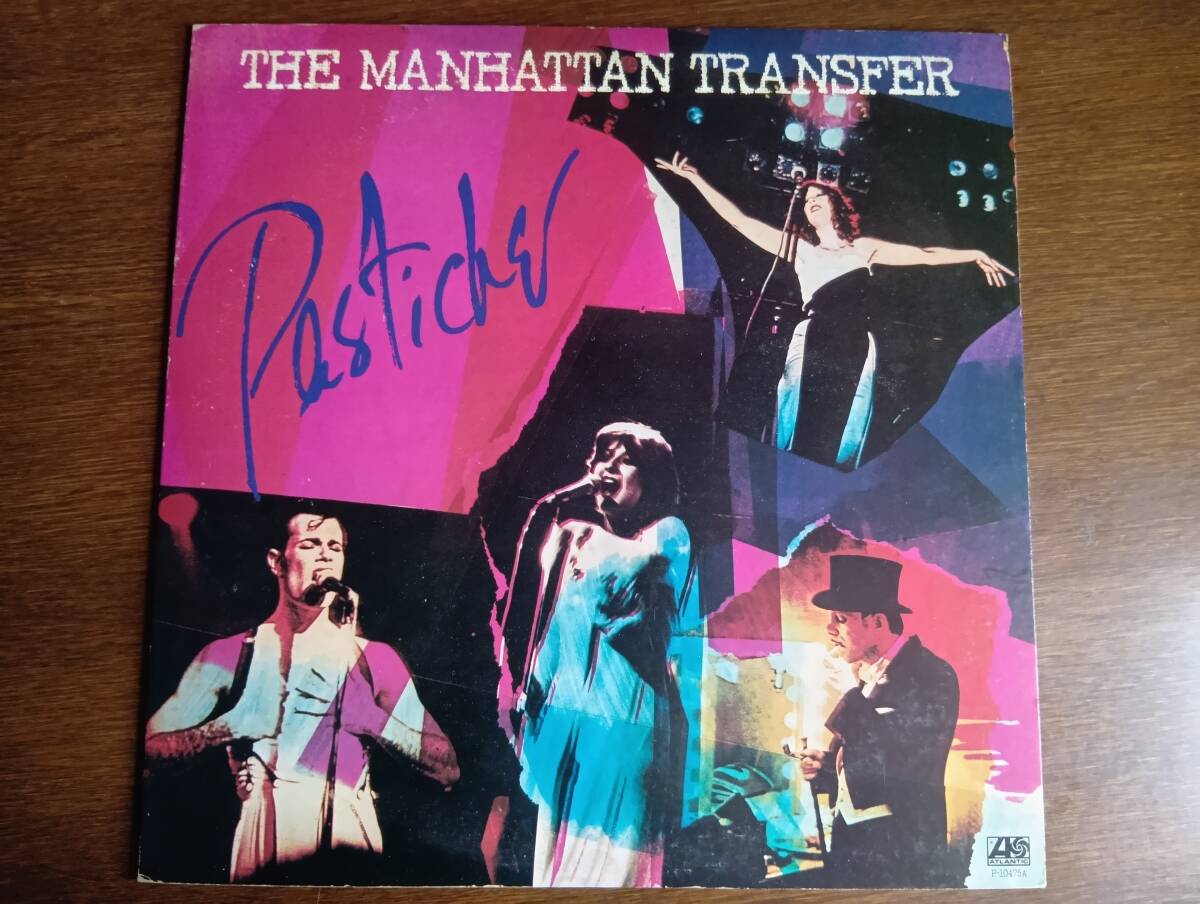 THE MANHATTAN TRANSFER
Pastiche
ATLANTIC
P-10475A